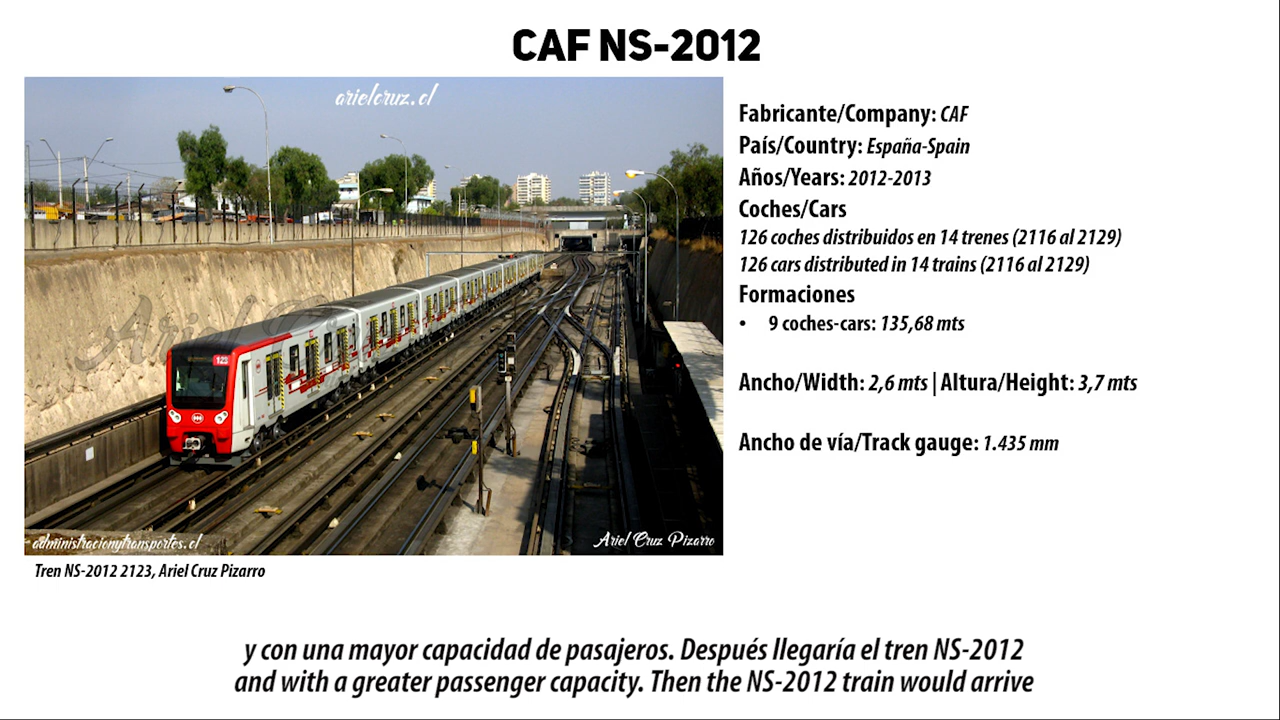 CAF NS-2012
arielcruz.cl
Fabricante/Company: CAF
País/Country: España-Spain
Años/Years: 2012-2013
Coches/Cars
126 coches distribuidos en 14 trenes (2116 al 2129)
126 cars distributed in 14 trains (2116 al 2129)
Formaciones
• 9 coches-cars: 135,68 mts
Ancho/Width: 2,6 mts | Altura/Height: 3,7 mts
Ancho de vía/Track gauge: 1.435 mm
123
administracionytransportes.cl
Ariel Cruz Pizarro
Tren NS-2012 2123, Ariel Cruz Pizarro
y con una mayor capacidad de pasajeros. Después llegaría el tren NS-2012
and with a greater passenger capacity. Then the NS-2012 train would arrive